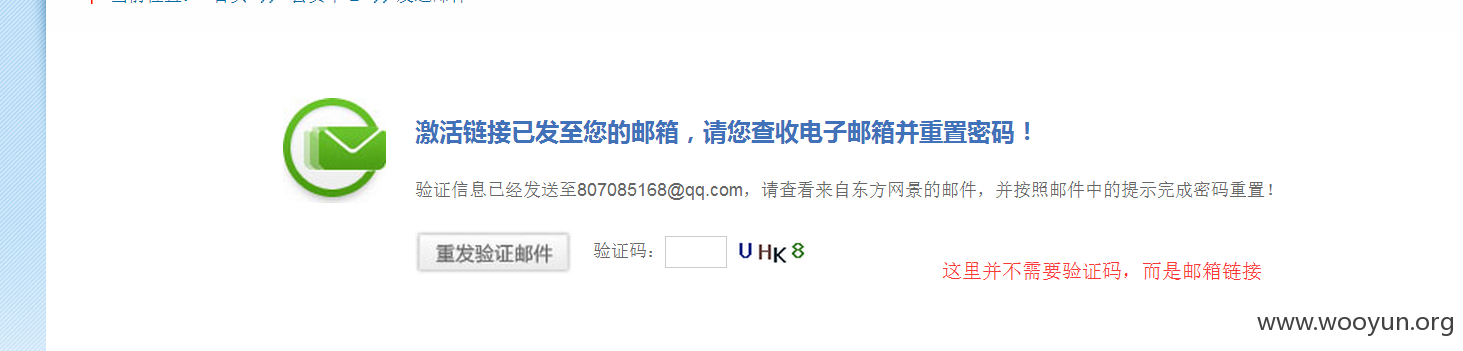 激活链接已发至您的邮箱，请您查收电子邮箱并重置密码！
验证信息已经发送至807085168@qq.com，请查看来自东方网景的邮件，并按照邮件中的提示完成密码重置！
重发验证邮件 验证码： UHK8
这里并不需要验证码，而是邮箱链接
www.wooyun.org